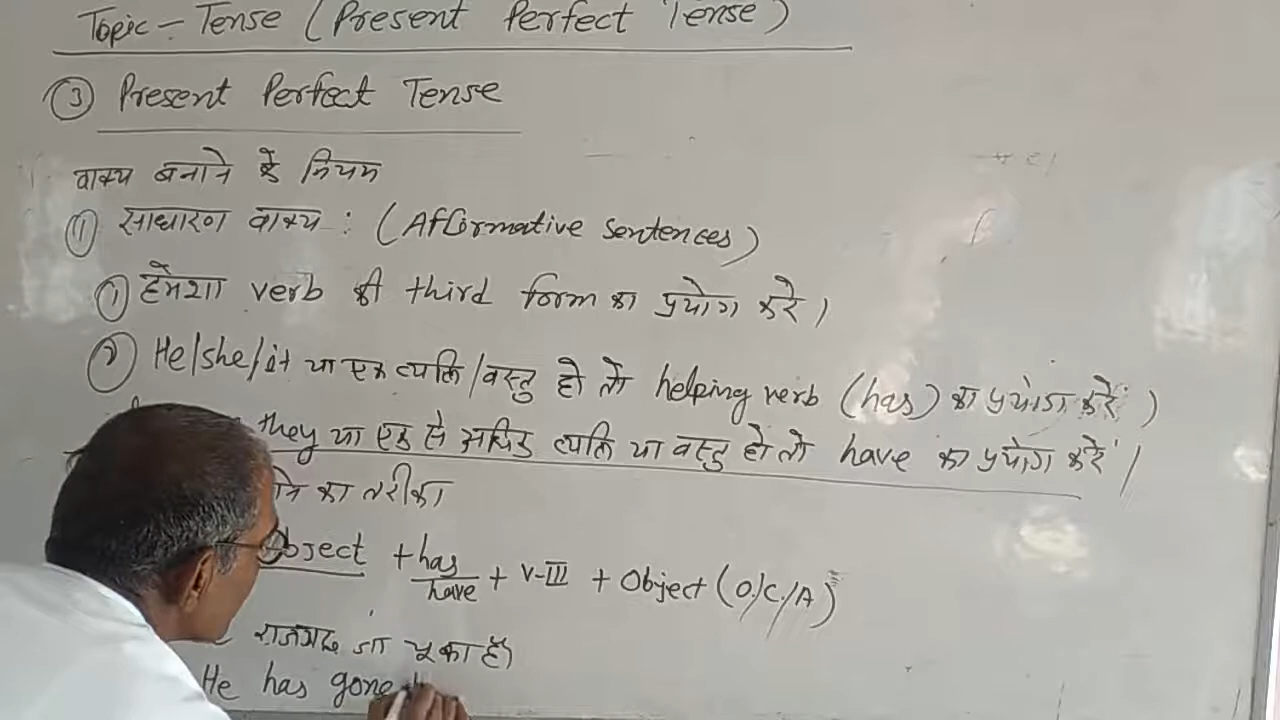 Topic - Tense (Present Perfect Tense)
③ Present Perfect Tense
वाक्य बनाने के नियम
① साधारण वाक्य : (Affirmative Sentences)
① हमेशा verb की third form का प्रयोग करे।
② He/she/it या एक व्यक्ति/वस्तु हो तो helping verb (has) का प्रयोग करें)
they या एक से अधिक व्यक्ति या वस्तु हो तो have का प्रयोग करें।
का तरीका
+ has/have + V-III + Object (O/C/A)
राजगढ जा चूका है।
He has gone